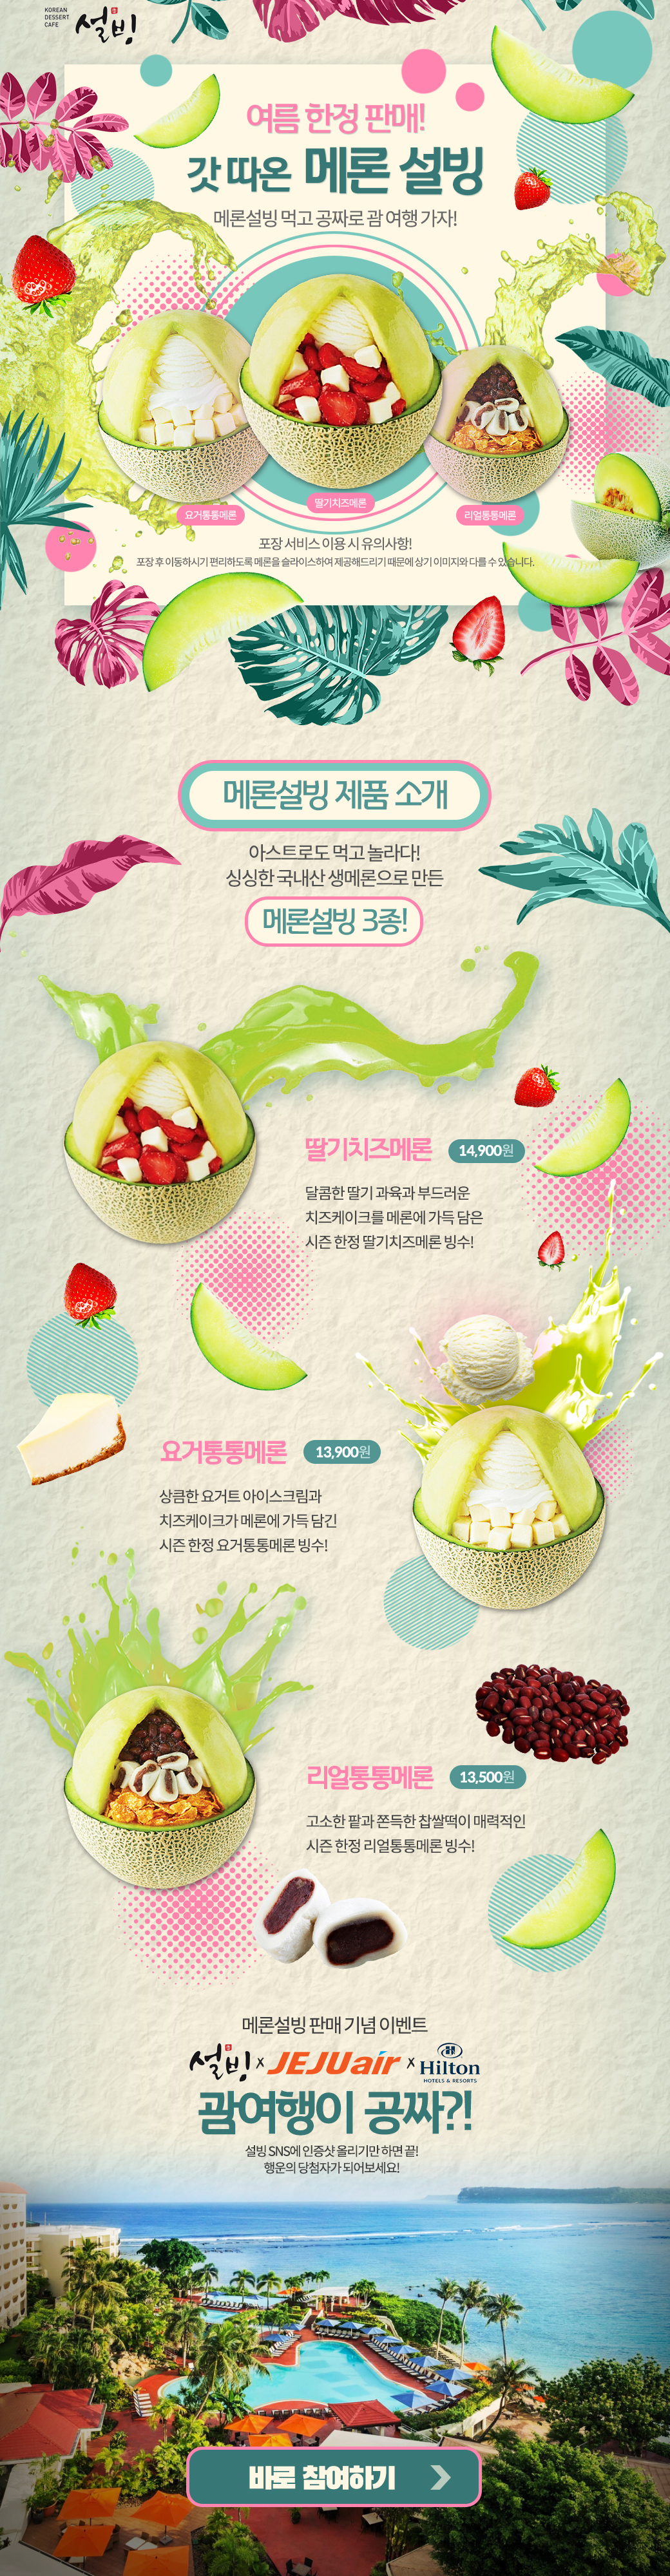 KOREAN
DESSERT
CAFE
설빙
여름 한정 판매!
갓 따온 메론 설빙
메론설빙 먹고 공짜로 괌 여행 가자!
딸기치즈메론
요거통통메론
리얼통통메론
포장 서비스 이용 시 유의사항!
포장 후 이동하시기 편리하도록 메론을 슬라이스하여 제공해드리기 때문에 상기 이미지와 다를 수 있습니다.
메론설빙 제품 소개
아스트로도 먹고 놀라다!
싱싱한 국내산 생메론으로 만든
메론설빙 3종!
딸기치즈메론 14,900원
달콤한 딸기 과육과 부드러운
치즈케이크를 메론에 가득 담은
시즌 한정 딸기치즈메론 빙수!
요거통통메론 13,900원
상큼한 요거트 아이스크림과
치즈케이크가 메론에 가득 담긴
시즌 한정 요거통통메론 빙수!
리얼통통메론 13,500원
고소한 팥과 쫀득한 찹쌀떡이 매력적인
시즌 한정 리얼통통메론 빙수!
메론설빙 판매 기념 이벤트
설빙 x JEJUair x Hilton
HOTELS & RESORTS
괌여행이 공짜?!
설빙 SNS에 인증샷 올리기만 하면 끝!
행운의 당첨자가 되어보세요!
바로 참여하기